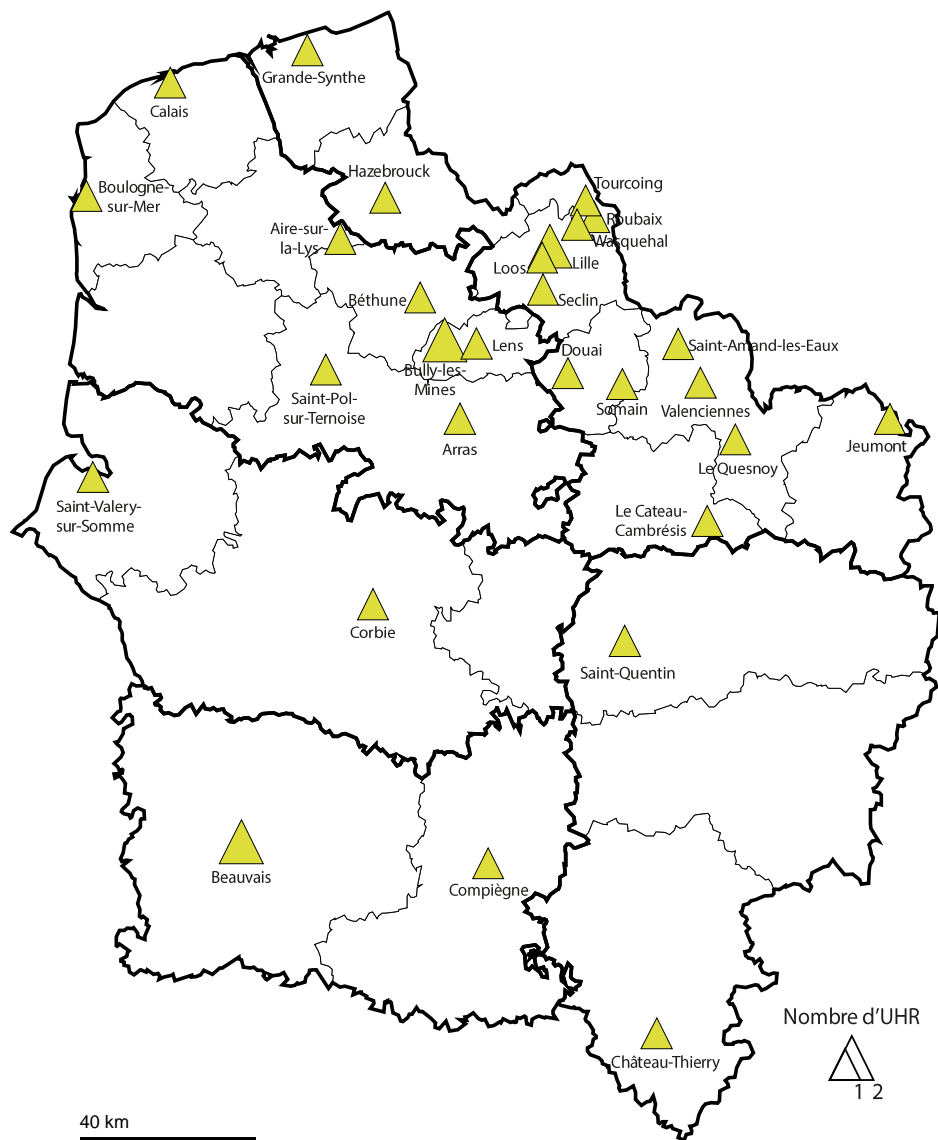 Grande-Synthe
Calais
Hazebrouck
Tourcoing
Boulogne-
sur-Mer
Roubaix
Wasquehal
Aire-sur-
la-Lys
Loos
Lille
Béthune
Seclin
Lens
Douai
Saint-Amand-les-Eaux
Bully-les-
Mines
Saint-Pol-
sur-Ternoise
Somain
Valenciennes
Arras
Jeumont
Le Quesnoy
Saint-Valery-
sur-Somme
Le Cateau-
Cambrésis
Corbie
Saint-Quentin
Beauvais
Compiègne
Nombre d'UHR
1 2
Château-Thierry
40 km